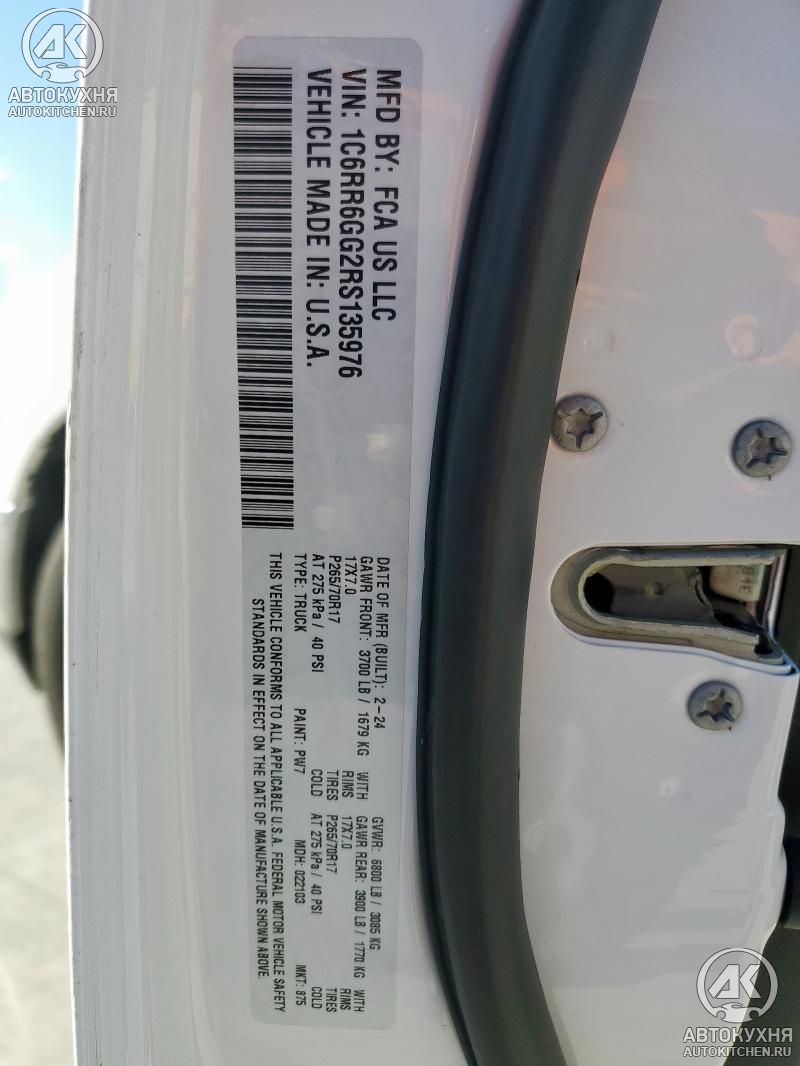 АВТОКУХНЯ
AUTOKITCHEN.RU
MFD BY: FCA US LLC
VIN: 1C6RR6GG2RS135976
VEHICLE MADE IN: U.S.A.
DATE OF MFR (BUILT): 2-24 GVWR: 6800 LB / 3085 KG
GAWR FRONT: 3700 LB / 1679 KG WITH GAWR REAR: 3900 LB / 1770 KG WITH
17X7.0 RIMS 17X7.0 RIMS
P265/70R17 TIRES P265/70R17 TIRES
AT 275 kPa / 40 PSI COLD AT 275 kPa / 40 PSI COLD
TYPE: TRUCK PAINT: PW7 MDH: 022103 MKT: 875
THIS VEHICLE CONFORMS TO ALL APPLICABLE U.S.A. FEDERAL MOTOR VEHICLE SAFETY
STANDARDS IN EFFECT ON THE DATE OF MANUFACTURE SHOWN ABOVE.
АВТОКУХНЯ
AUTOKITCHEN.RU